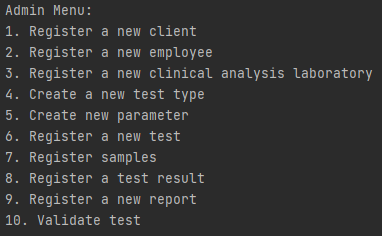 Admin Menu:
1. Register a new client
2. Register a new employee
3. Register a new clinical analysis laboratory
4. Create a new test type
5. Create new parameter
6. Register a new test
7. Register samples
8. Register a test result
9. Register a new report
10. Validate test